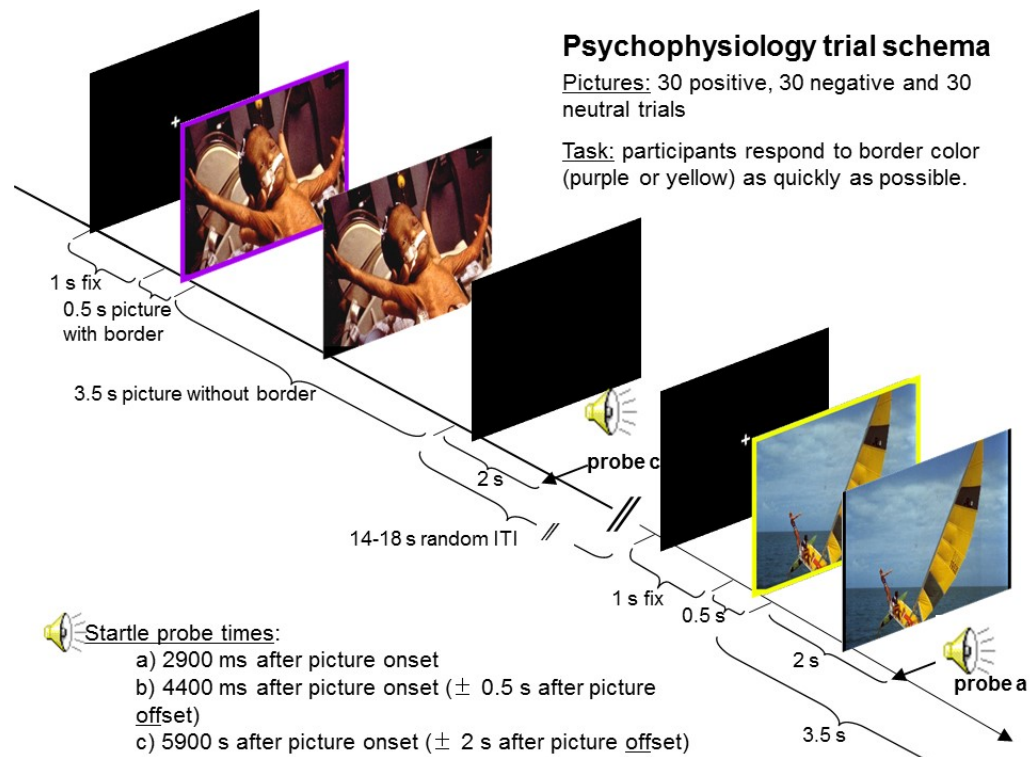 Psychophysiology trial schema
Pictures: 30 positive, 30 negative and 30
neutral trials
Task: participants respond to border color
(purple or yellow) as quickly as possible.
1 s fix
0.5 s picture
with border
3.5 s picture without border
2 s
probe c
14-18 s random ITI
1 s fix
0.5 s
2 s
probe a
3.5 s
Startle probe times:
a) 2900 ms after picture onset
b) 4400 ms after picture onset (± 0.5 s after picture
offset)
c) 5900 s after picture onset (± 2 s after picture offset)